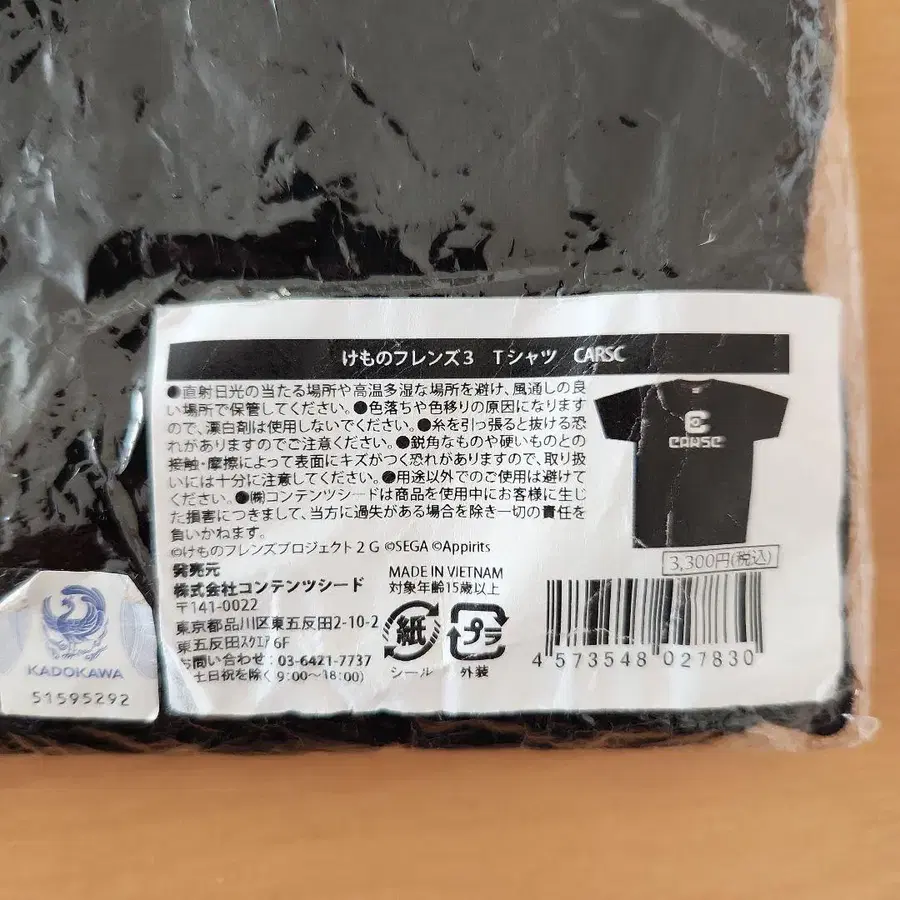 けものフレンズ3 Tシャツ CARSC
●直射日光の当たる場所や高温多湿な場所を避け、風通しの良
い場所で保管してください。●色落ちや色移りの原因になります
ので、漂白剤は使用しないでください。●糸を引っ張ると抜ける恐
れがありますのでご注意ください。●鋭角なものや硬いものとの
接触・摩擦によって表面にキズがつく恐れがありますので、取り扱
いには十分に注意してください。●用途以外でのご使用は避けて
ください。●㈱コンテンツシードは商品を使用中にお客様に生じ
た損害につきまして、当方に過失がある場合を除き一切の責任を
負いかねます。
©けものフレンズプロジェクト2G ©SEGA ©Appirits
発売元
株式会社コンテンツシード
〒141-0022
東京都品川区東五反田2-10-2
東五反田スクエア6F
お問い合わせ：03-6421-7737
土日祝を除く9:00〜18:00)
MADE IN VIETNAM
対象年齢15歳以上
紙
シール
プラ
外装
CARSC
3,300円(税込)
4 573548 027830
KADOKAWA
51595292